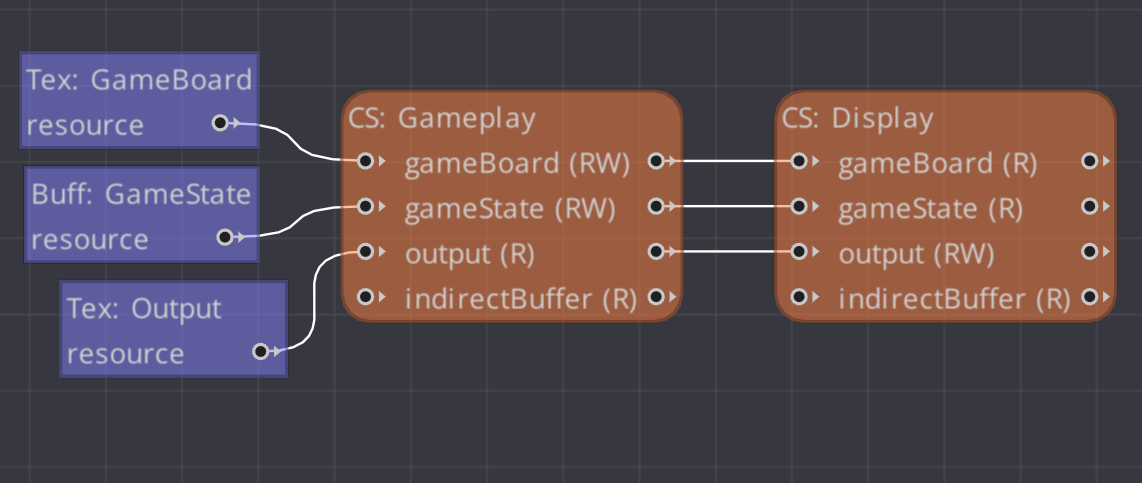 Tex: GameBoard
resource
Buff: GameState
resource
Tex: Output
resource
CS: Gameplay
gameBoard (RW)
gameState (RW)
output (R)
indirectBuffer (R)
CS: Display
gameBoard (R)
gameState (R)
output (RW)
indirectBuffer (R)